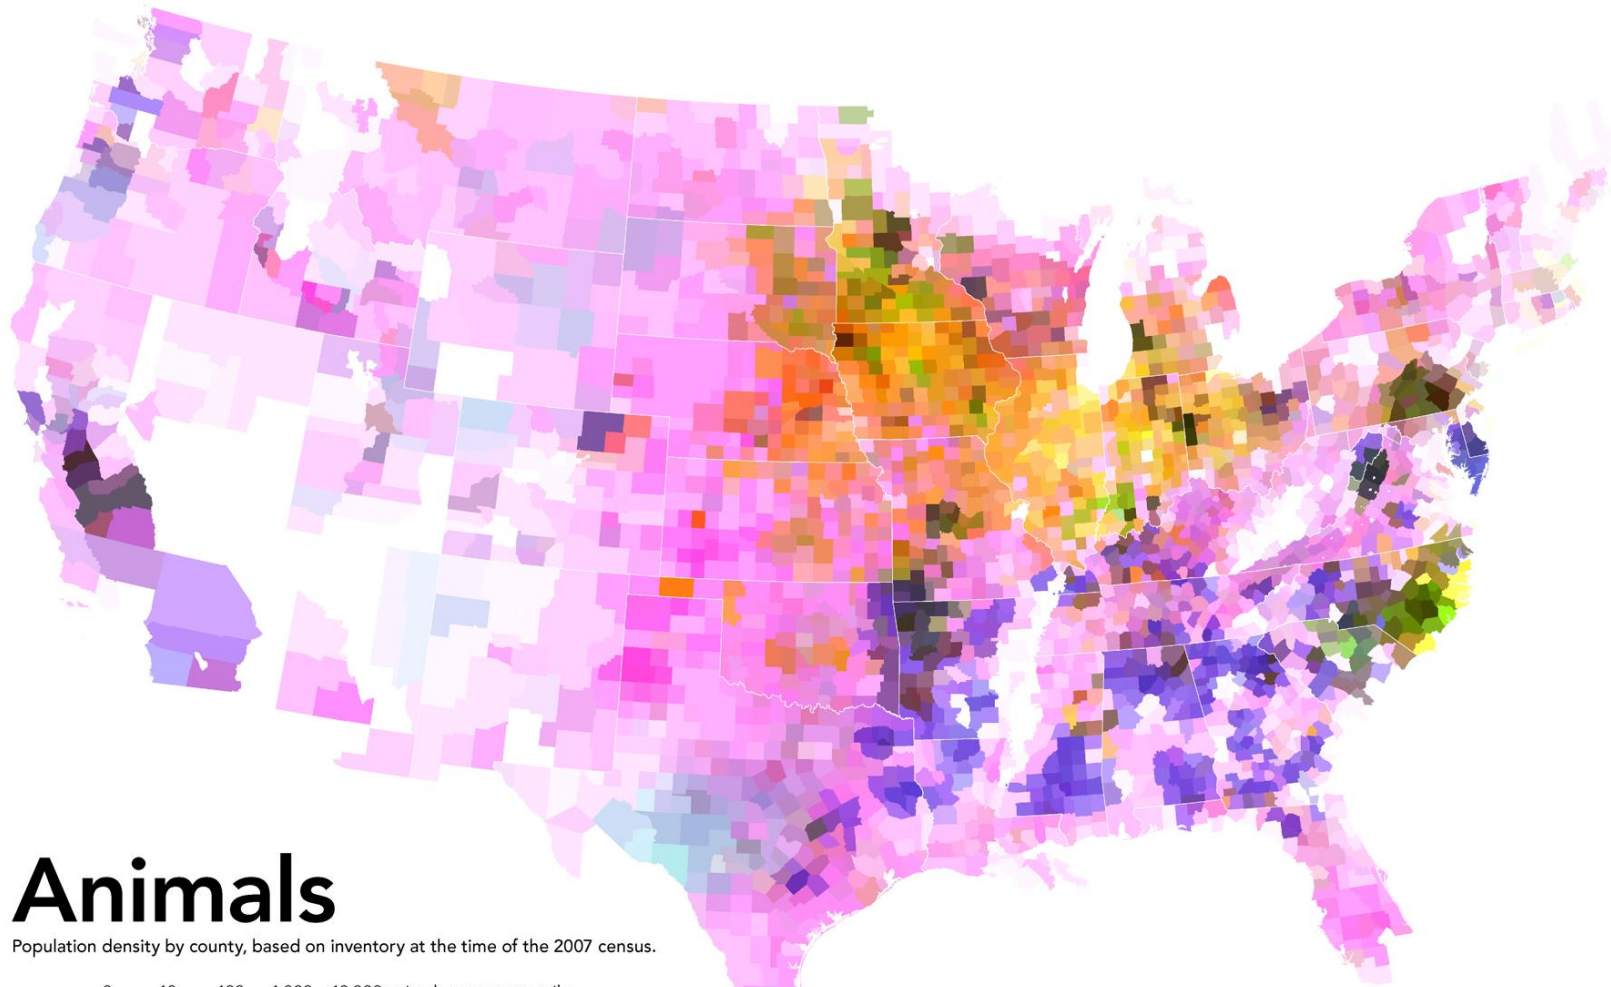 Animals
Population density by county, based on inventory at the time of the 2007 census.